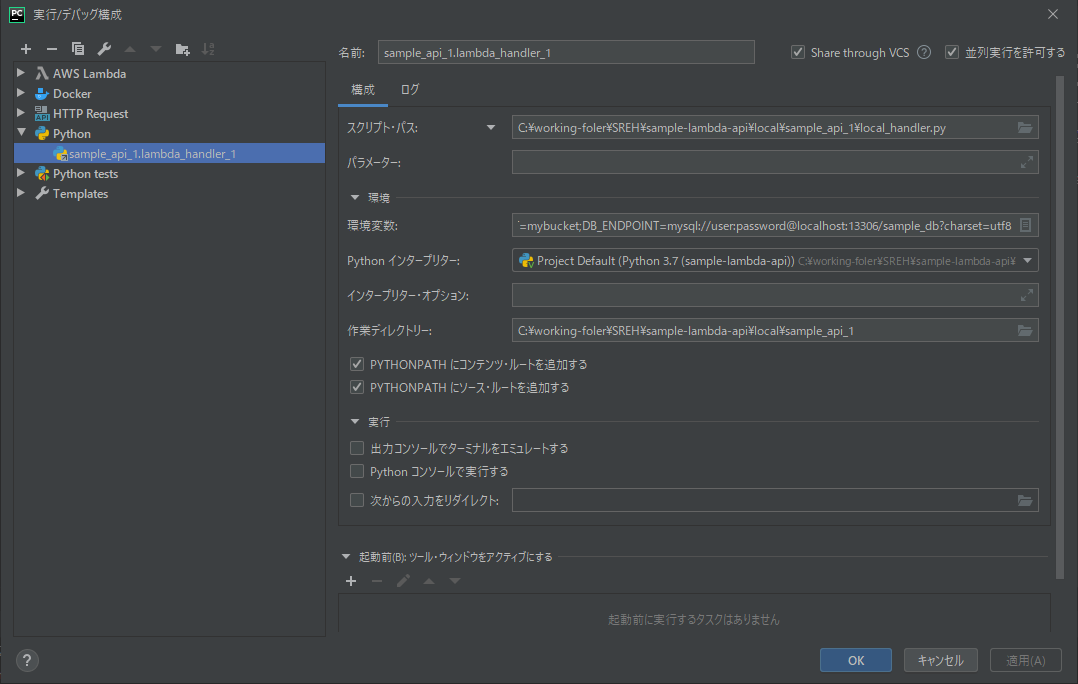 PC 実行/デバッグ構成
AWS Lambda
Docker
HTTP Request
Python
sample_api_1.lambda_handler_1
Python tests
Templates
名前: sample_api_1.lambda_handler_1 Share through VCS ? 並列実行を許可する
構成 ログ
スクリプト・パス: C:¥working-foler¥SREH¥sample-lambda-api¥local¥sample_api_1¥local_handler.py
パラメーター:
環境
環境変数: =mybucket;DB_ENDPOINT=mysql://user:password@localhost:13306/sample_db?charset=utf8
Python インタープリター: Project Default (Python 3.7 (sample-lambda-api)) C:¥working-foler¥SREH¥sample-lambda-api¥
インタープリター・オプション:
作業ディレクトリー: C:¥working-foler¥SREH¥sample-lambda-api¥local¥sample_api_1
PYTHONPATH にコンテンツ・ルートを追加する
PYTHONPATH にソース・ルートを追加する
実行
出力コンソールでターミナルをエミュレートする
Python コンソールで実行する
次からの入力をリダイレクト:
起動前(B): ツール・ウィンドウをアクティブにする
起動前に実行するタスクはありません
? OK キャンセル 適用(A)